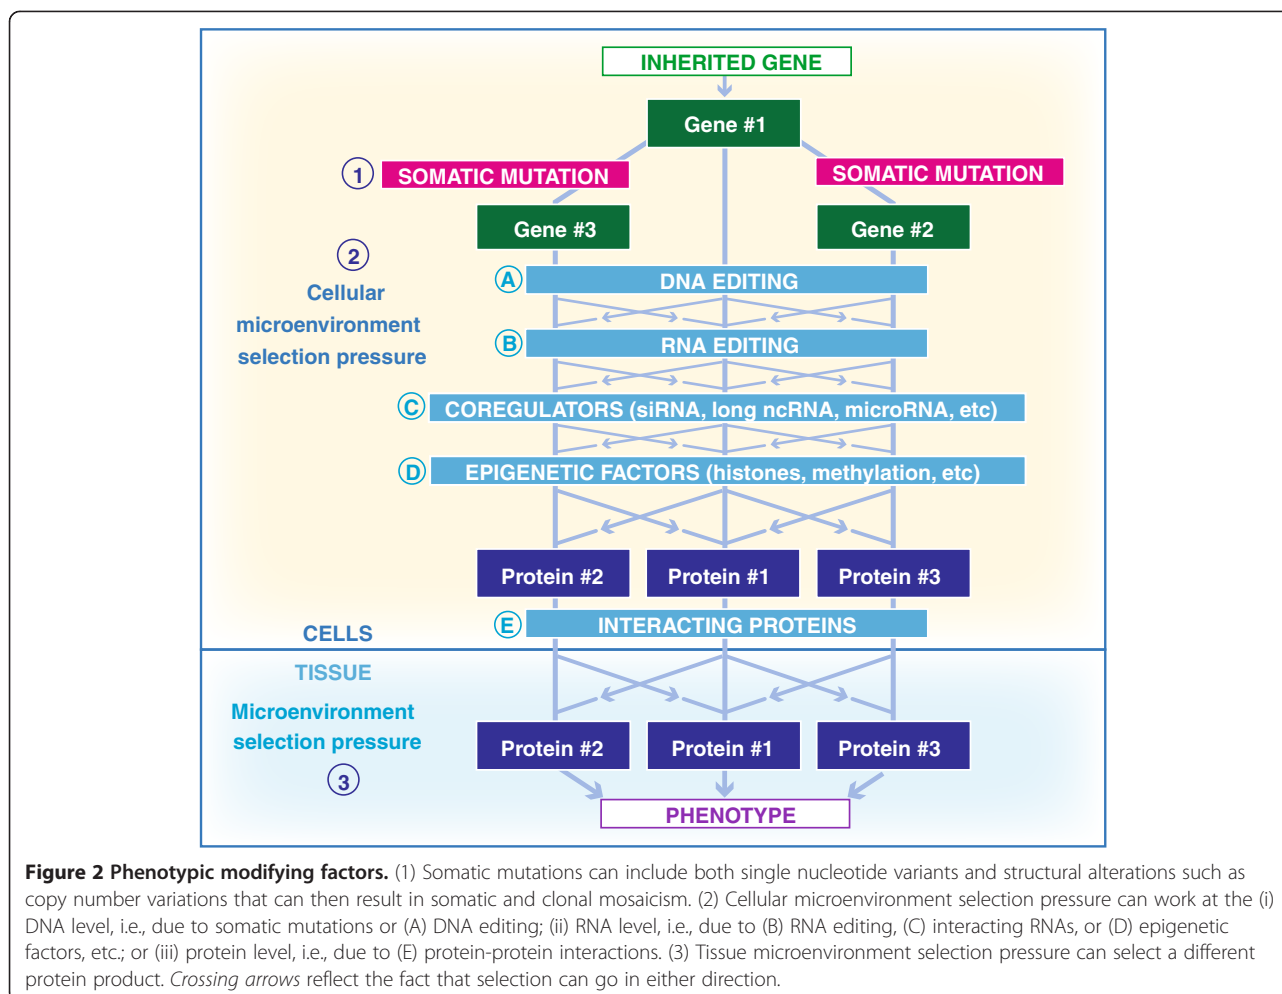 INHERITED GENE
Gene #1
1
SOMATIC MUTATION
SOMATIC MUTATION
Gene #3
Gene #2
2
Cellular
microenvironment
selection pressure
A
DNA EDITING
B
RNA EDITING
C
COREGULATORS (siRNA, long ncRNA, microRNA, etc)
D
EPIGENETIC FACTORS (histones, methylation, etc)
Protein #2
Protein #1
Protein #3
E
INTERACTING PROTEINS
CELLS
TISSUE
Microenvironment
selection pressure
3
Protein #2
Protein #1
Protein #3
PHENOTYPE
Figure 2 Phenotypic modifying factors. (1) Somatic mutations can include both single nucleotide variants and structural alterations such as
copy number variations that can then result in somatic and clonal mosaicism. (2) Cellular microenvironment selection pressure can work at the (i)
DNA level, i.e., due to somatic mutations or (A) DNA editing; (ii) RNA level, i.e., due to (B) RNA editing, (C) interacting RNAs, or (D) epigenetic
factors, etc.; or (iii) protein level, i.e., due to (E) protein-protein interactions. (3) Tissue microenvironment selection pressure can select a different
protein product. Crossing arrows reflect the fact that selection can go in either direction.